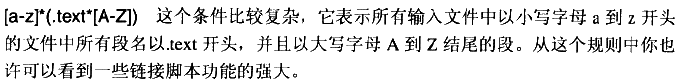 [a-z]*(.text*[A-Z]) 这个条件比较复杂，它表示所有输入文件中以小写字母 a 到 z 开头
的文件中所有段名以.text 开头，并且以大写字母 A 到 Z 结尾的段。从这个规则中你也
许可以看到一些链接脚本功能的强大。